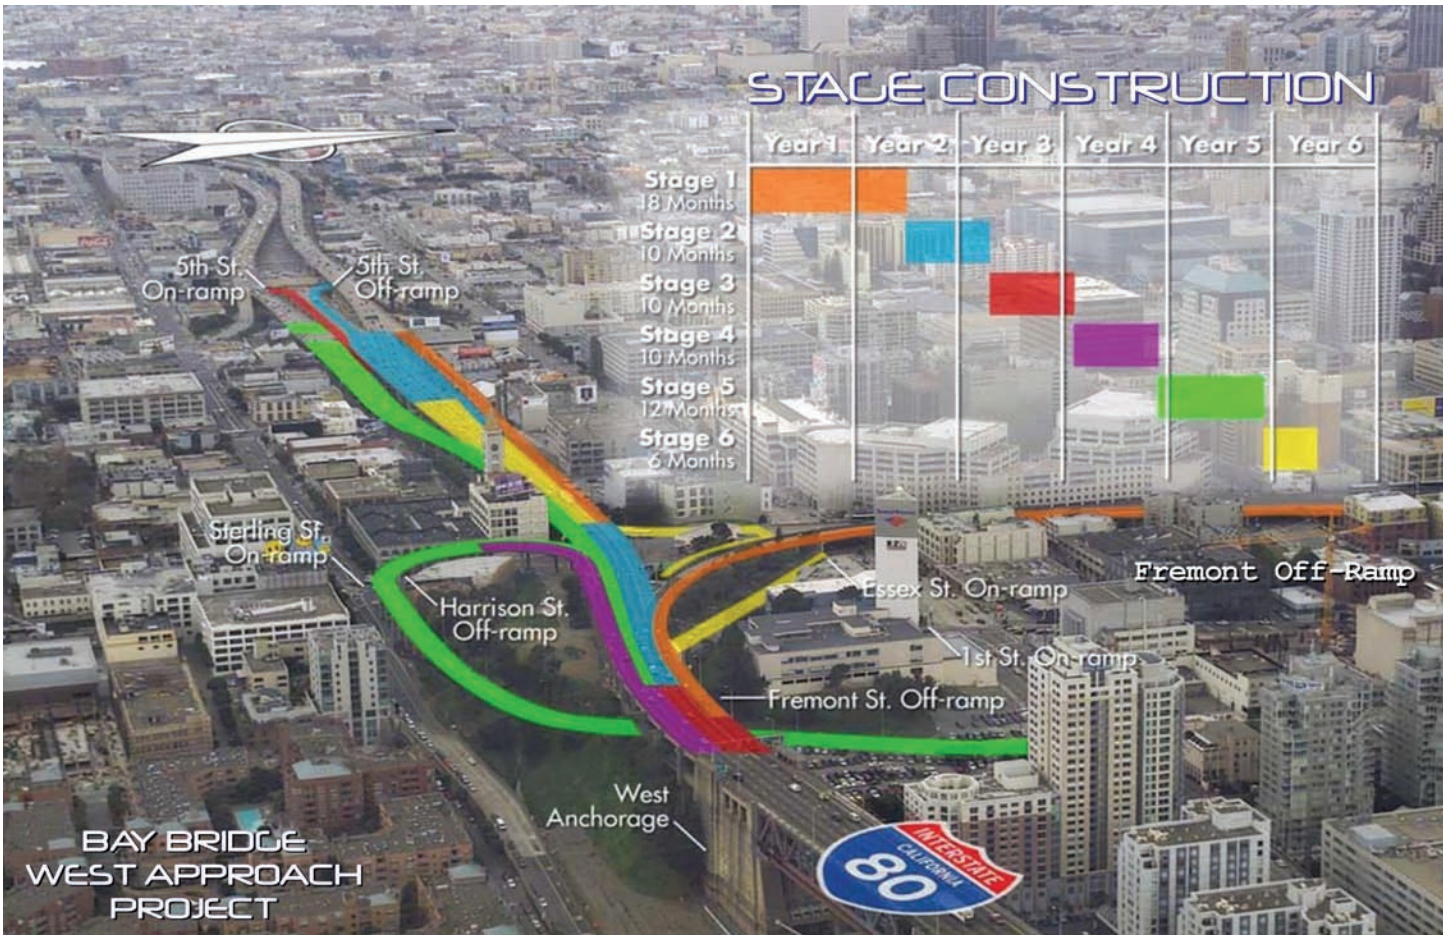 STAGE CONSTRUCTION
Year 1 Year 2 Year 3 Year 4 Year 5 Year 6
Stage 1
18 Months
Stage 2
10 Months
Stage 3
10 Months
Stage 4
10 Months
Stage 5
12 Months
Stage 6
6 Months
5th St.
On-ramp
5th St.
Off-ramp
Sterling St.
On-ramp
Harrison St.
Off-ramp
Essex St. On-ramp
Fremont Off-Ramp
1st St. On-ramp
Fremont St. Off-ramp
West
Anchorage
BAY BRIDGE
WEST APPROACH
PROJECT
INTERSTATE
CALIFORNIA
80